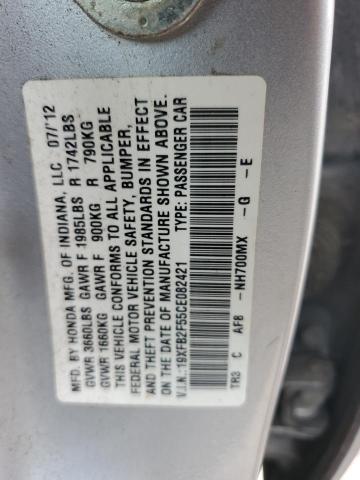 MFD BY HONDA MFG. OF INDIANA, LLC 07/'12
GVWR 3660LBS GAWR F 1985LBS R 1742LBS
GVWR 1660KG GAWR F 900KG R 790KG
THIS VEHICLE CONFORMS TO ALL APPLICABLE
FEDERAL MOTOR VEHICLE SAFETY, BUMPER,
AND THEFT PREVENTION STANDARDS IN EFFECT
ON THE DATE OF MANUFACTURE SHOWN ABOVE.
V.I.N.: 19XFB2F55CE082421 TYPE: PASSENGER CAR
TR3 C AF8 - NH700MX - G - E